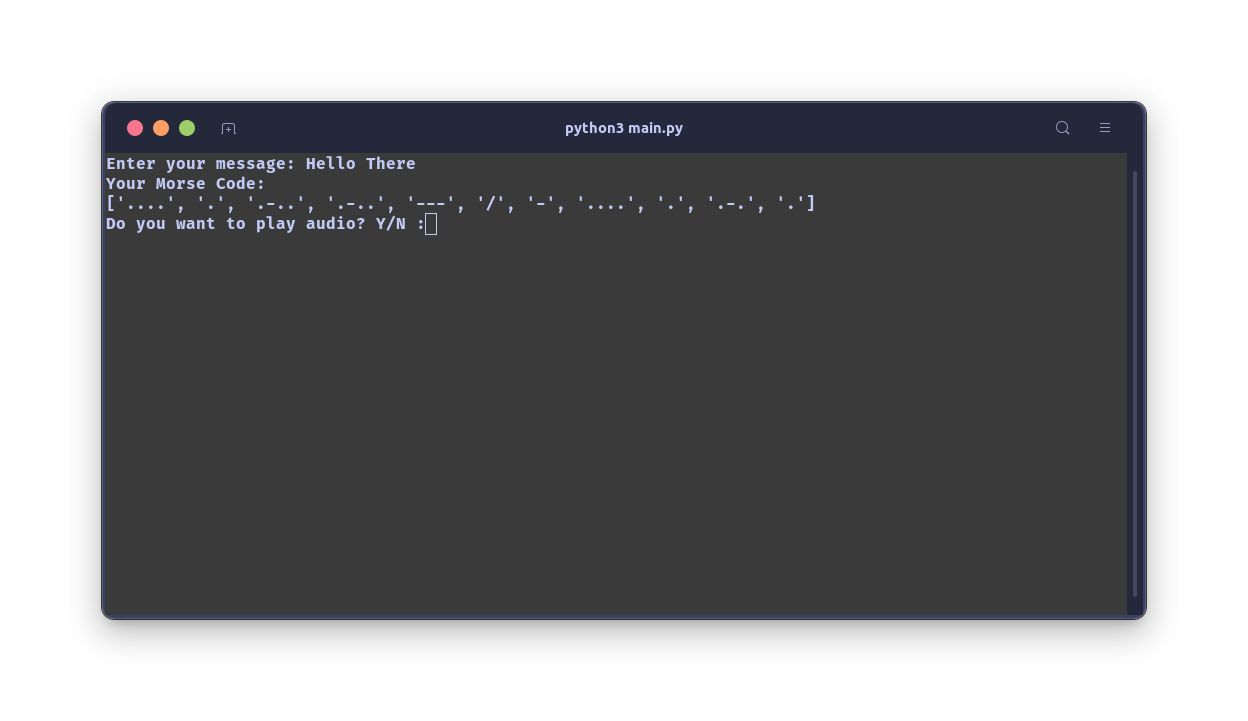 python3 main.py
Enter your message: Hello There
Your Morse Code:
['....', '.', '.-..', '.-..', '---', '/', '-', '....', '.', '.-.', '.']
Do you want to play audio? Y/N :